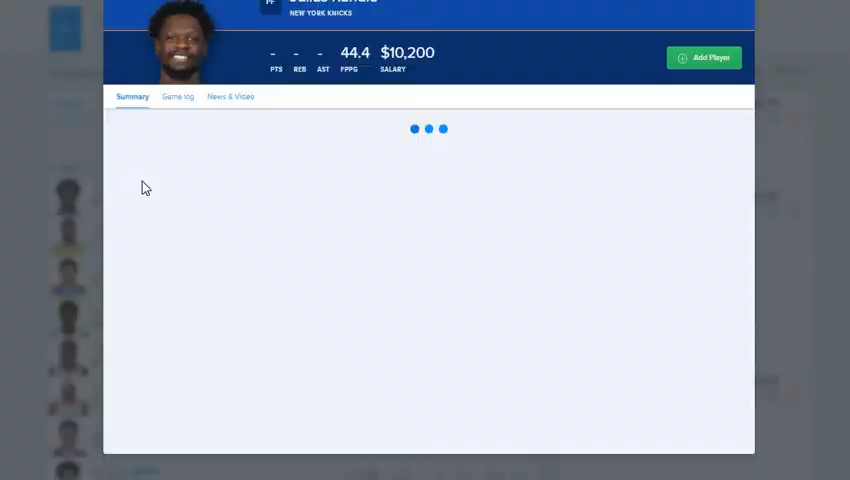 PF
NEW YORK KNICKS
- - - 44.4 $10,200
PTS REB AST FPPG SALARY
Add Player
Summary Game log News & Video